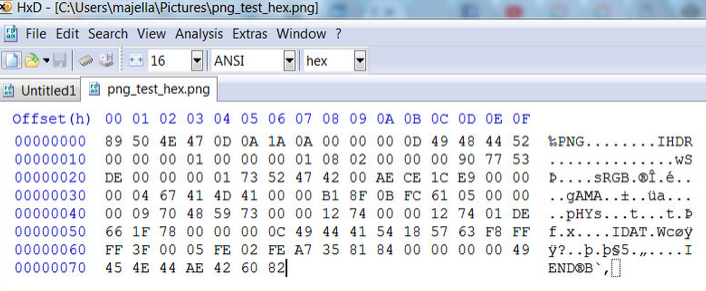 HxD - [C:\Users\majella\Pictures\png_test_hex.png]
File Edit Search View Analysis Extras Window ?
16 ANSI hex
Untitled1 png_test_hex.png
Offset(h) 00 01 02 03 04 05 06 07 08 09 0A 0B 0C 0D 0E 0F
00000000 89 50 4E 47 0D 0A 1A 0A 00 00 00 0D 49 48 44 52 ‰PNG........IHDR
00000010 00 00 00 01 00 00 00 01 08 02 00 00 00 90 77 53 ..............wS
00000020 DE 00 00 00 01 73 52 47 42 00 AE CE 1C E9 00 00 Þ....sRGB.®Î.é..
00000030 00 04 67 41 4D 41 00 00 B1 8F 0B FC 61 05 00 00 ..gAMA..±..üa...
00000040 00 09 70 48 59 73 00 00 12 74 00 00 12 74 01 DE ..pHYs...t...t.Þ
00000050 66 1F 78 00 00 00 0C 49 44 41 54 18 57 63 F8 FF f.x....IDAT.Wcøÿ
00000060 FF 3F 00 05 FE 02 FE A7 35 81 84 00 00 00 00 49 ÿ?..þ.þ§5.„....I
00000070 45 4E 44 AE 42 60 82 END®B`‚